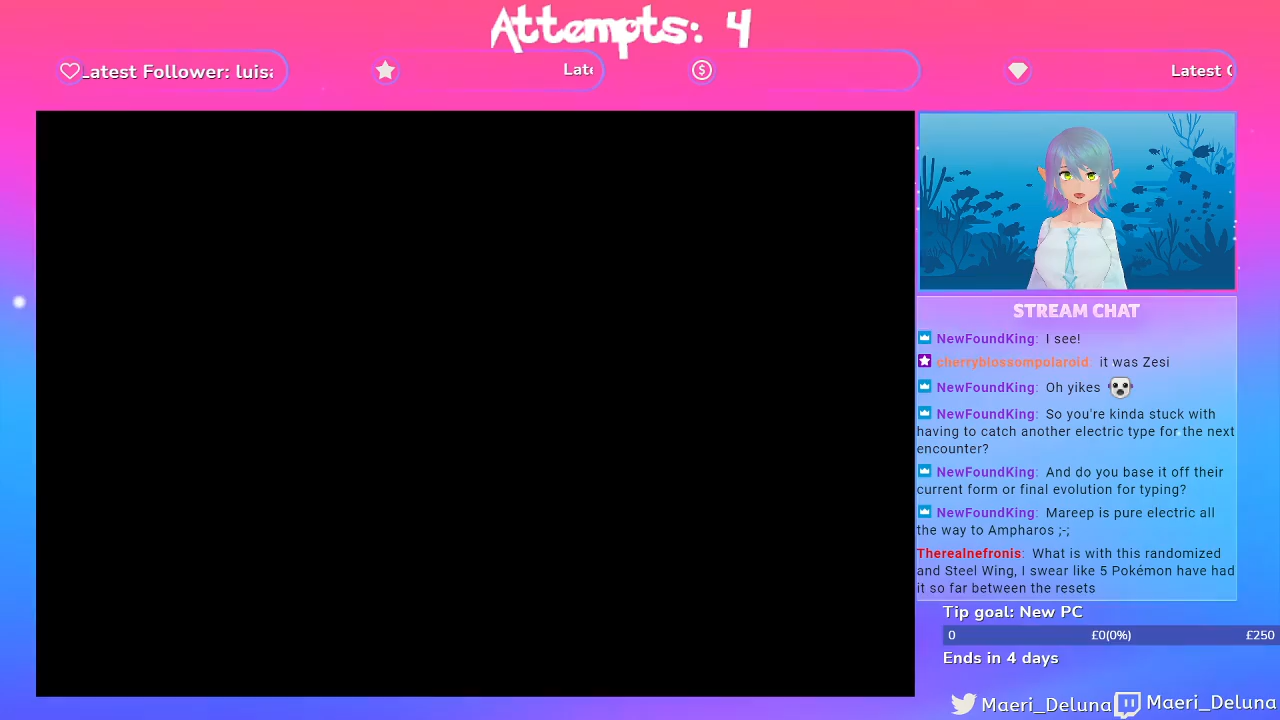 Attempts: 4
Latest Follower: luisa
Late
Latest
STREAM CHAT
NewFoundKing: I see!
cherryblossompolaroid: it was Zesi
NewFoundKing: Oh yikes
NewFoundKing: So you're kinda stuck with
having to catch another electric type for the next
encounter?
NewFoundKing: And do you base it off their
current form or final evolution for typing?
NewFoundKing: Mareep is pure electric all
the way to Ampharos ;-;
Therealnefronis: What is with this randomized
and Steel Wing, I swear like 5 Pokémon have had
it so far between the resets
Tip goal: New PC
0 £0(0%) £250
Ends in 4 days
Maeri_Deluna Maeri_Deluna